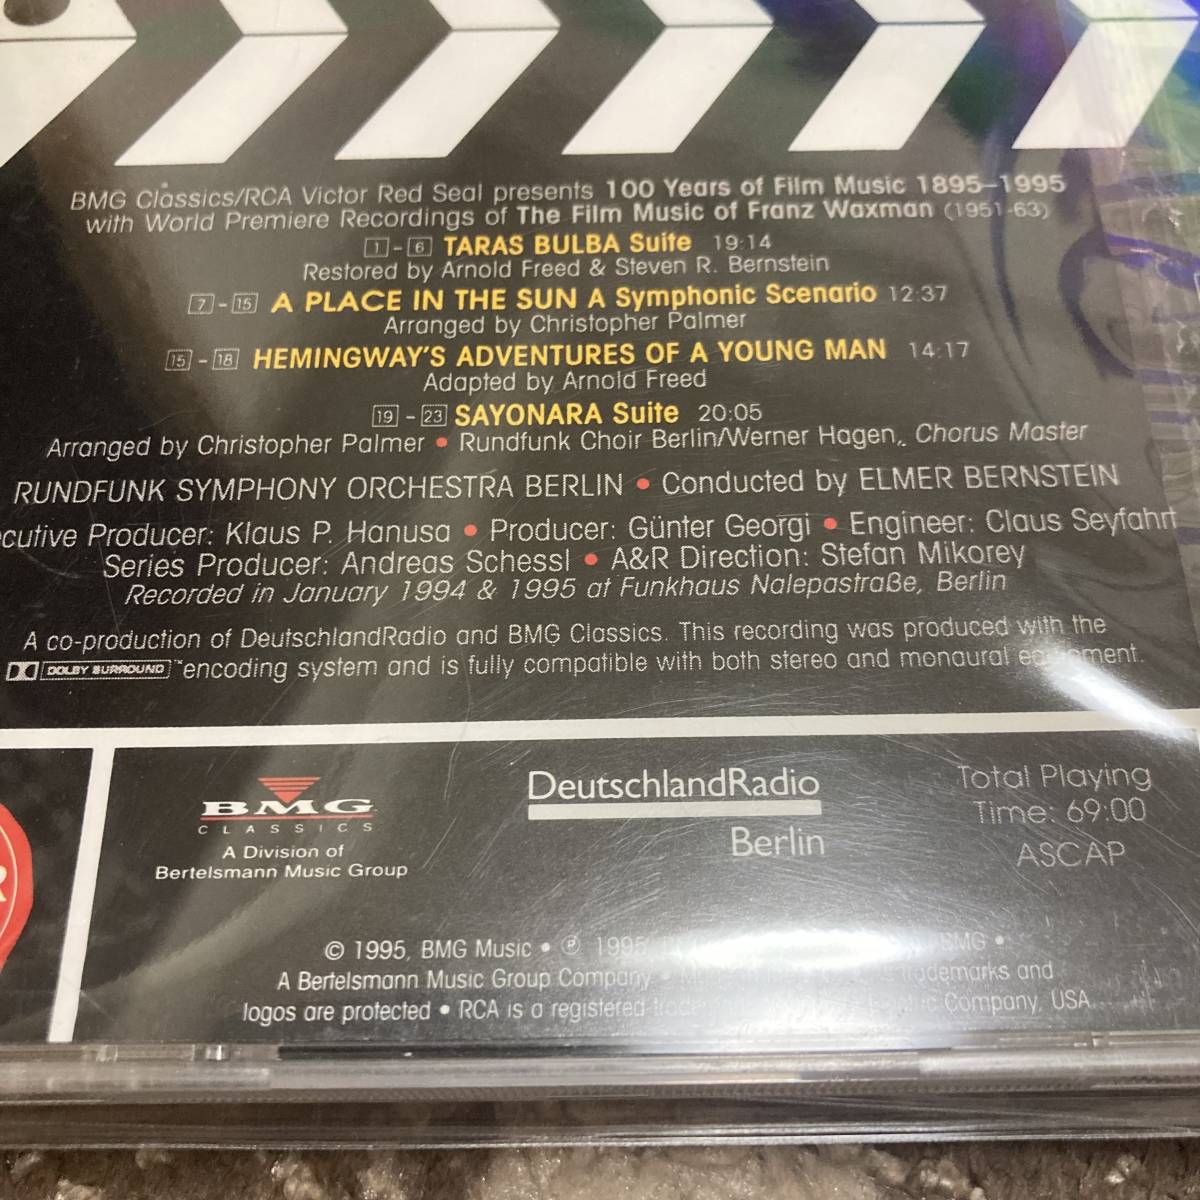 BMG Classics/RCA Victor Red Seal presents 100 Years of Film Music 1895–1995
with World Premiere Recordings of The Film Music of Franz Waxman (1951-63)
1 - 6 TARAS BULBA Suite 19:14
Restored by Arnold Freed & Steven R. Bernstein
7 - 15 A PLACE IN THE SUN A Symphonic Scenario 12:37
Arranged by Christopher Palmer
15 - 18 HEMINGWAY'S ADVENTURES OF A YOUNG MAN 14:17
Adapted by Arnold Freed
19 - 23 SAYONARA Suite 20:05
Arranged by Christopher Palmer • Rundfunk Choir Berlin/Werner Hagen, Chorus Master
RUNDFUNK SYMPHONY ORCHESTRA BERLIN • Conducted by ELMER BERNSTEIN
cutive Producer: Klaus P. Hanusa • Producer: Günter Georgi • Engineer: Claus Seyfahrt
Series Producer: Andreas Schessl • A&R Direction: Stefan Mikorey
Recorded in January 1994 & 1995 at Funkhaus Nalepastraße, Berlin
A co-production of DeutschlandRadio and BMG Classics. This recording was produced with the
DOLBY SURROUND ™ encoding system and is fully compatible with both stereo and monaural equipment.
BMG
CLASSICS
A Division of
Bertelsmann Music Group
DeutschlandRadio
Berlin
Total Playing
Time: 69:00
ASCAP
R
© 1995, BMG Music • ℗ 1995, BMG •
A Bertelsmann Music Group Company • trademarks and
logos are protected • RCA is a registered Company, USA